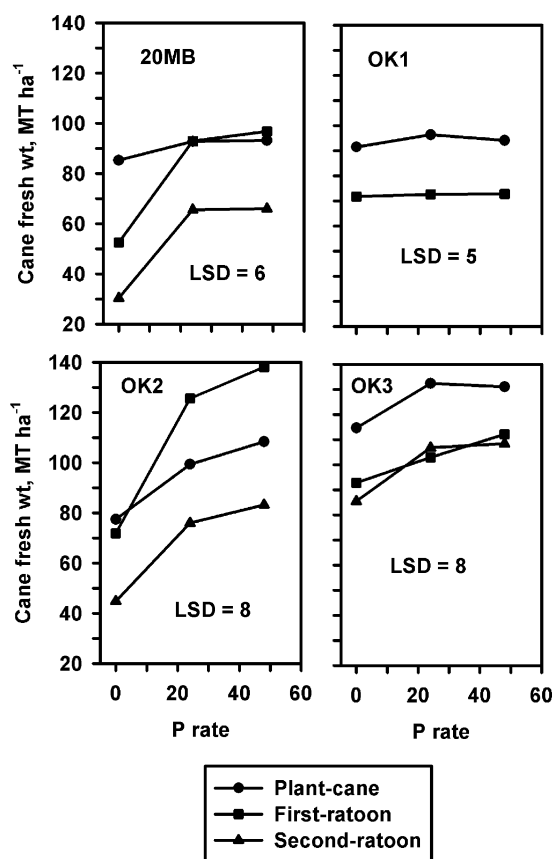 140
120
100
80
60
40
20
Cane fresh wt, MT ha⁻¹
20MB
LSD = 6
OK1
LSD = 5
140
120
100
80
60
40
20
Cane fresh wt, MT ha⁻¹
OK2
LSD = 8
OK3
LSD = 8
0 20 40 60
0 20 40 60
P rate
P rate
Plant-cane
First-ratoon
Second-ratoon